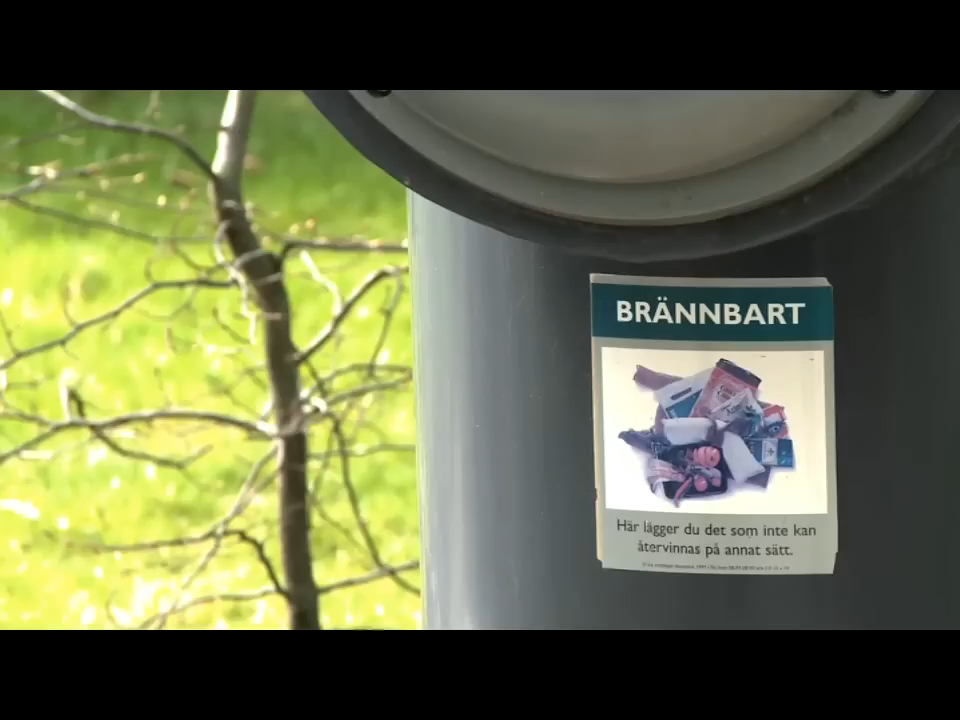 BRÄNNBART
Här lägger du det som inte kan
återvinnas på annat sätt.